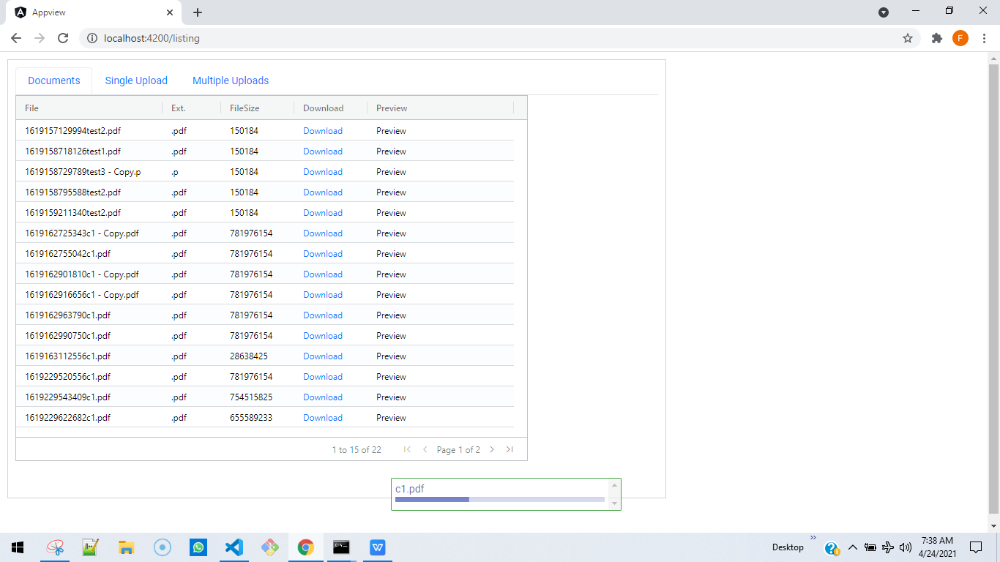 Appview
localhost:4200/listing
F
Documents Single Upload Multiple Uploads
File Ext. FileSize Download Preview
1619157129994test2.pdf .pdf 150184 Download Preview
1619158718126test1.pdf .pdf 150184 Download Preview
1619158729789test3 - Copy.p .p 150184 Download Preview
1619158795588test2.pdf .pdf 150184 Download Preview
1619159211340test2.pdf .pdf 150184 Download Preview
1619162725343c1 - Copy.pdf .pdf 781976154 Download Preview
1619162755042c1.pdf .pdf 781976154 Download Preview
1619162901810c1 - Copy.pdf .pdf 781976154 Download Preview
1619162916656c1 - Copy.pdf .pdf 781976154 Download Preview
1619162963790c1.pdf .pdf 781976154 Download Preview
1619162990750c1.pdf .pdf 781976154 Download Preview
1619163112556c1.pdf .pdf 28638425 Download Preview
1619229520556c1.pdf .pdf 781976154 Download Preview
1619229543409c1.pdf .pdf 754515825 Download Preview
1619229622682c1.pdf .pdf 655589233 Download Preview
1 to 15 of 22 Page 1 of 2
c1.pdf
Desktop
7:38 AM
4/24/2021